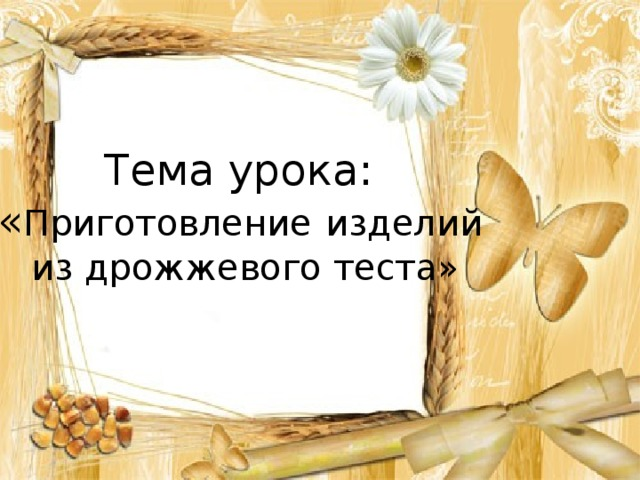 Тема урока:
«Приготовление изделий
из дрожжевого теста»